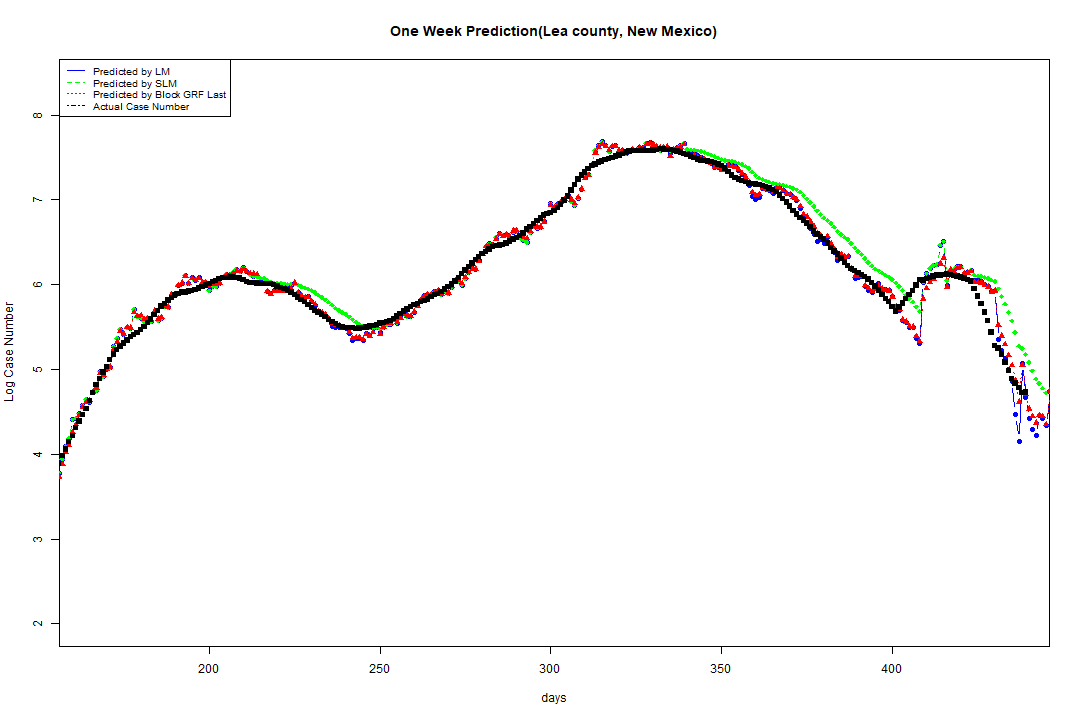 One Week Prediction(Lea county, New Mexico)
Predicted by LM
Predicted by SLM
Predicted by Block GRF Last
Actual Case Number
Log Case Number
8
7
6
5
4
3
2
200 250 300 350 400
days